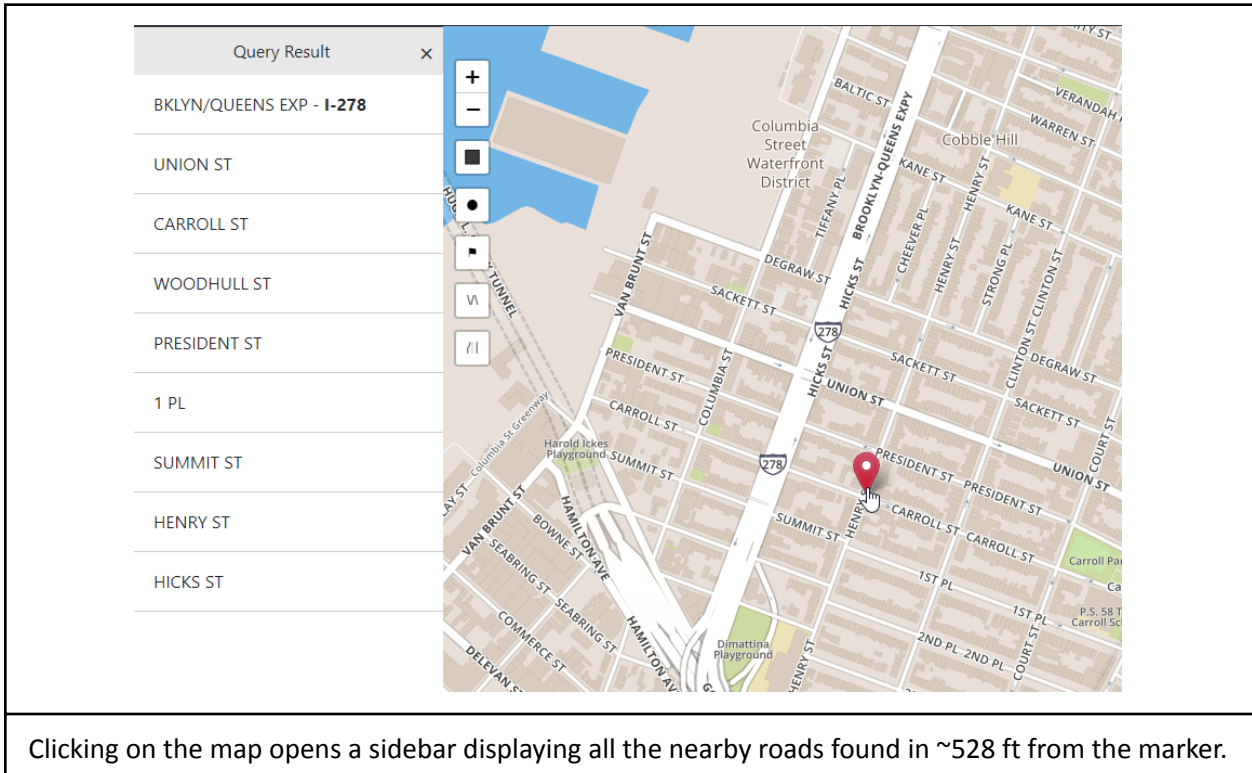 Query Result ×
BKLYN/QUEENS EXP - I-278
UNION ST
CARROLL ST
WOODHULL ST
PRESIDENT ST
1 PL
SUMMIT ST
HENRY ST
HICKS ST
+
−
BALTIC ST
VERANDAH
WARREN ST
Columbia
Street
Waterfront
District
Cobble Hill
BROOKLYN-QUEENS EXPY
KANE ST
KANE ST
TIFFANY PL
CHEEVER PL
HENRY ST
HENRY ST
STRONG PL
CLINTON ST
CLINTON ST
TUNNEL
VAN BRUNT ST
DEGRAW ST
SACKETT ST
HICKS ST
278
HICKS ST
SACKETT ST
DEGRAW ST
UNION ST
SACKETT ST
COURT ST
PRESIDENT ST
COLUMBIA ST
CARROLL ST
SUMMIT ST
Columbia St Greenway
Harold Ickes
Playground
278
PRESIDENT ST
PRESIDENT ST
UNION ST
VAN BRUNT ST
BOWNE ST
HAMILTON AVE
SEABRING ST
SEABRING ST
SUMMIT ST
HENRY S
CARROLL ST
CARROLL ST
Carroll Pa
Ca
1ST PL
1ST PL
P.S. 58 T
Carroll Sc
COMMERCE ST
DELEVAN S
HAMILTON AV
Dimattina
Playground
HENRY ST
2ND PL
2ND PL
COURT ST
Clicking on the map opens a sidebar displaying all the nearby roads found in ~528 ft from the marker.